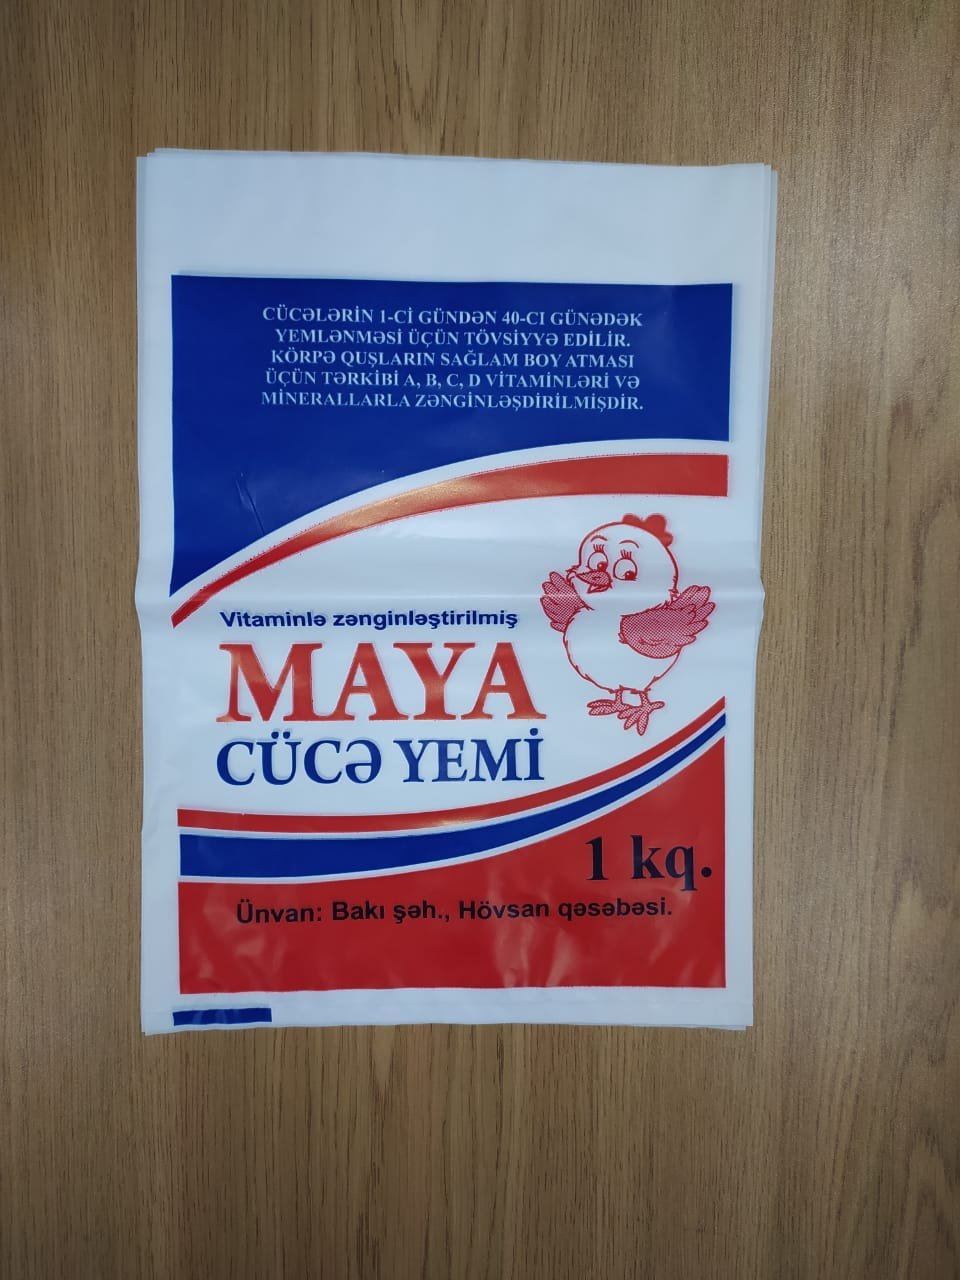 CÜCƏLƏRİN 1-Cİ GÜNDƏN 40-CI GÜNƏDƏK
YEMLƏNMƏSİ ÜÇÜN TÖVSİYYƏ EDİLİR.
KÖRPƏ QUŞLARIN SAĞLAM BOY ATMASI
ÜÇÜN TƏRKİBİ A, B, C, D VİTAMİNLƏRİ VƏ
MİNERALLARLA ZƏNGİNLƏŞDİRİLMİŞDİR.
Vitaminlə zənginləştirilmiş
MAYA
CÜCƏ YEMİ
1 kq.
Ünvan: Bakı şəh., Hövsan qəsəbəsi.